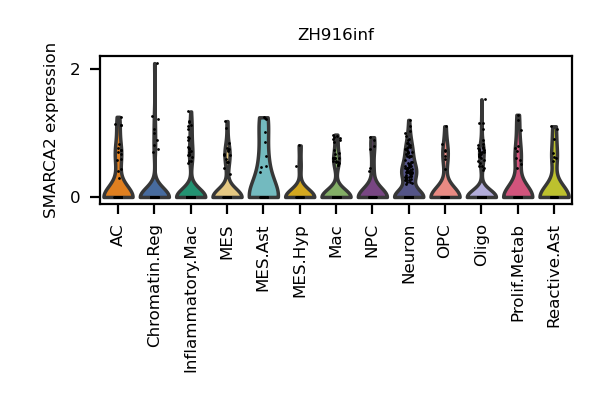 ZH916inf
SMARCA2 expression
2
0
AC
Chromatin.Reg
Inflammatory.Mac
MES
MES.Ast
MES.Hyp
Mac
NPC
Neuron
OPC
Oligo
Prolif.Metab
Reactive.Ast